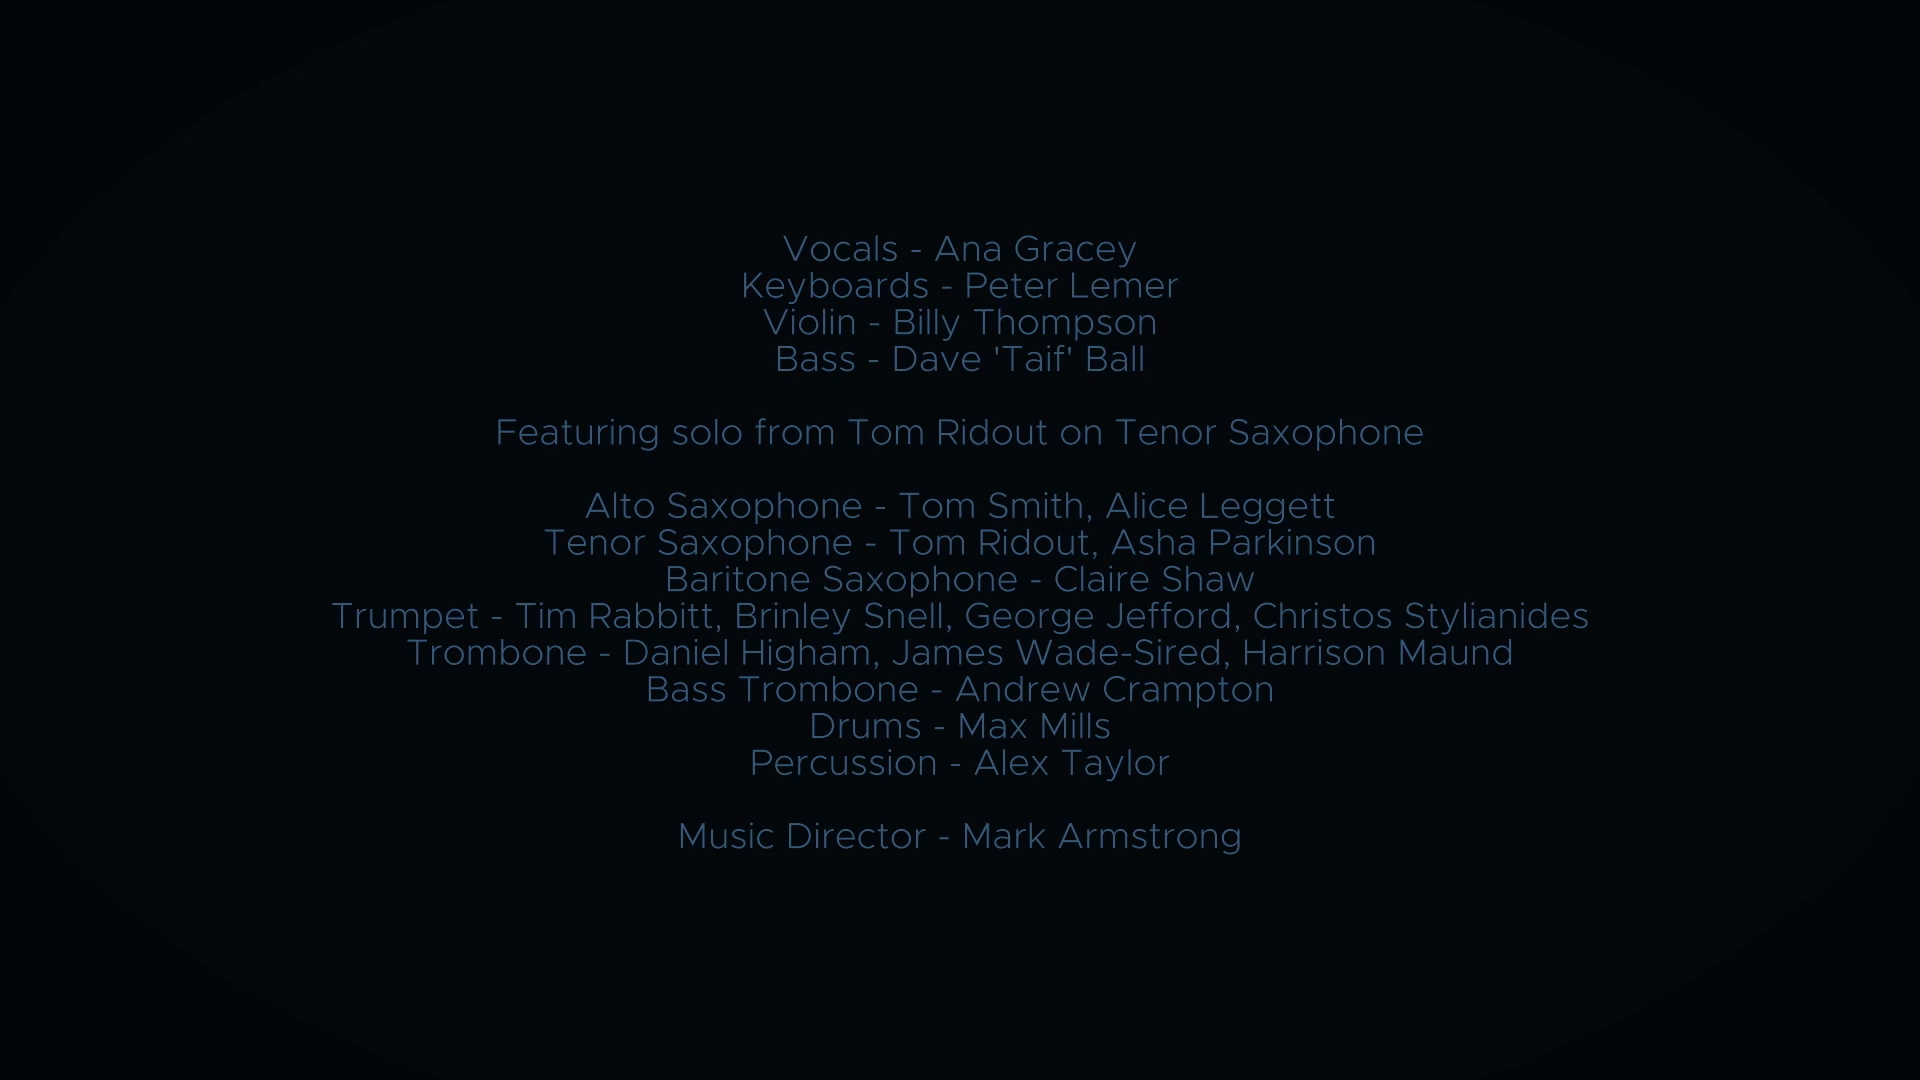 Vocals - Ana Gracey
Keyboards - Peter Lemer
Violin - Billy Thompson
Bass - Dave 'Taif' Ball
Featuring solo from Tom Ridout on Tenor Saxophone
Alto Saxophone - Tom Smith, Alice Leggett
Tenor Saxophone - Tom Ridout, Asha Parkinson
Baritone Saxophone - Claire Shaw
Trumpet - Tim Rabbitt, Brinley Snell, George Jefford, Christos Stylianides
Trombone - Daniel Higham, James Wade-Sired, Harrison Maund
Bass Trombone - Andrew Crampton
Drums - Max Mills
Percussion - Alex Taylor
Music Director - Mark Armstrong